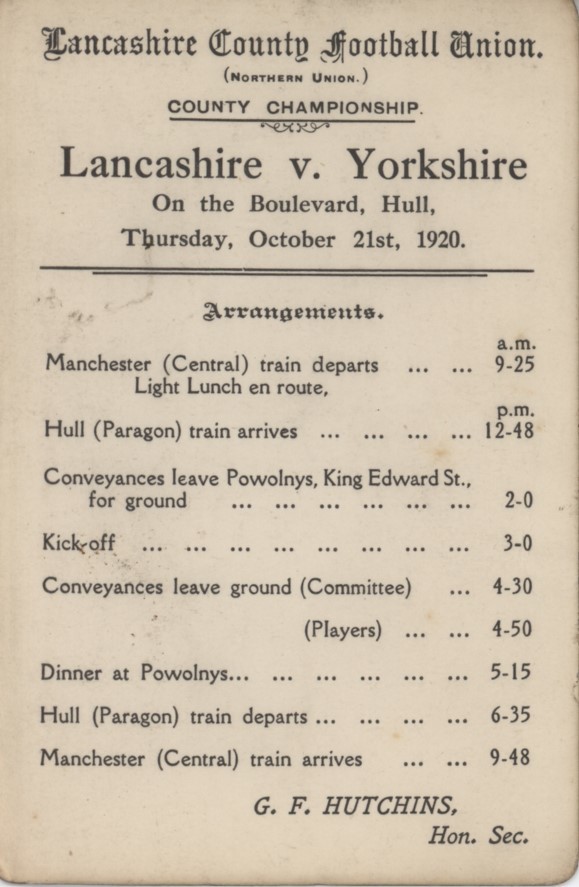 Lancashire County Football Union.
(NORTHERN UNION.)
COUNTY CHAMPIONSHIP.
Lancashire v. Yorkshire
On the Boulevard, Hull,
Thursday, October 21st, 1920.
Arrangements.
a.m.
Manchester (Central) train departs ... ... 9-25
Light Lunch en route,
p.m.
Hull (Paragon) train arrives ... ... ... ... 12-48
Conveyances leave Powolnys, King Edward St.,
for ground ... ... ... ... ... ... 2-0
Kick-off ... ... ... ... ... ... ... ... 3-0
Conveyances leave ground (Committee) ... 4-30
(Players) ... ... 4-50
Dinner at Powolnys... ... ... ... ... ... 5-15
Hull (Paragon) train departs ... ... ... ... 6-35
Manchester (Central) train arrives ... ... 9-48
G. F. HUTCHINS,
Hon. Sec.